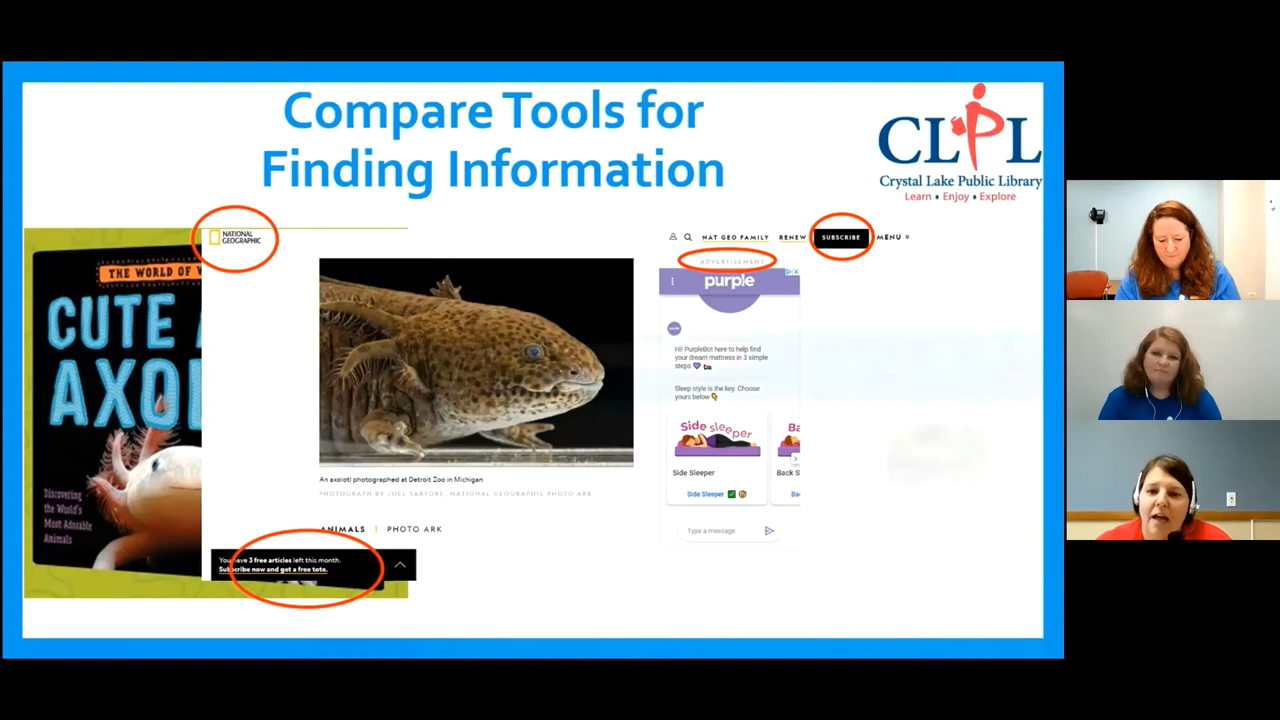 Compare Tools for
Finding Information
CLPL
Crystal Lake Public Library
Learn • Enjoy • Explore
THE WORLD OF
CUTE
AXOL
Discovering
the World's
Most Adorable
Animals
NATIONAL
GEOGRAPHIC
NAT GEO FAMILY RENEW SUBSCRIBE MENU
ADVERTISEMENT
An axolotl photographed at Detroit Zoo in Michigan
PHOTOGRAPH BY JOEL SARTORE, NATIONAL GEOGRAPHIC PHOTO ARK
ANIMALS | PHOTO ARK
You have 3 free articles left this month.
Subscribe now and get a free tote.
purple
Hi! PurpleBot here to help find
your dream mattress in 3 simple
steps
Sleep style is the key. Choose
yours below
Side sleeper
Ba
Side Sleeper
Back S
Side Sleeper
Ba
Type a message